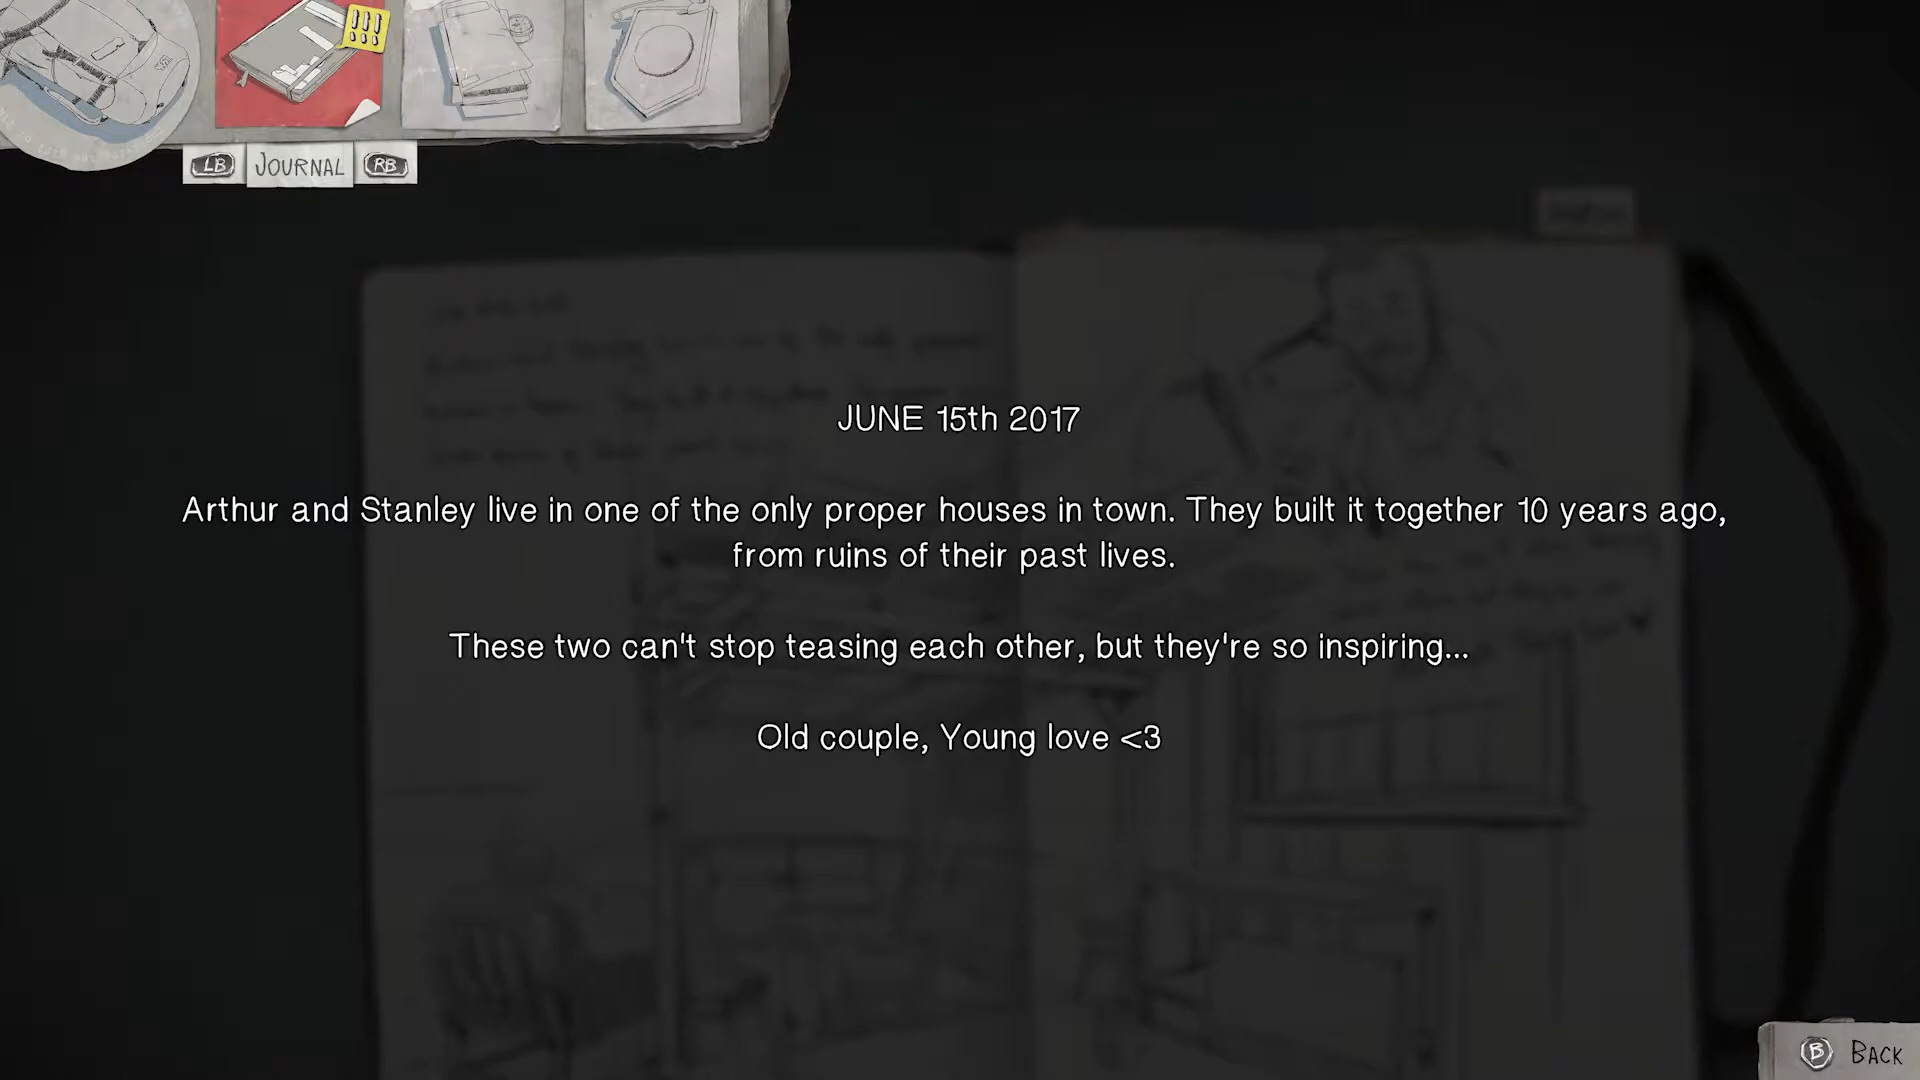 LB JOURNAL RB
JUNE 15th 2017
Arthur and Stanley live in one of the only proper houses in town. They built it together 10 years ago,
from ruins of their past lives.
These two can't stop teasing each other, but they're so inspiring...
Old couple, Young love <3
B BACK